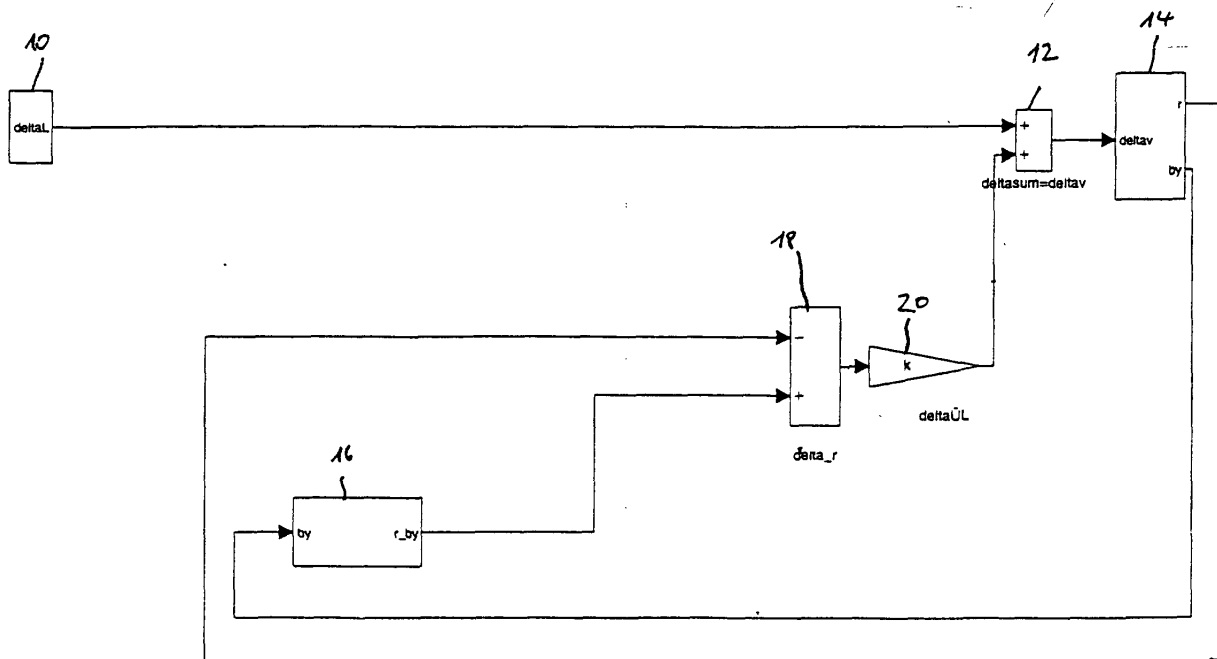 10
12
14
deltaL
+
+
deltasum=deltav
r
deltav
by
18
20
-
+
k
deltaÜL
delta_r
16
by
r_by